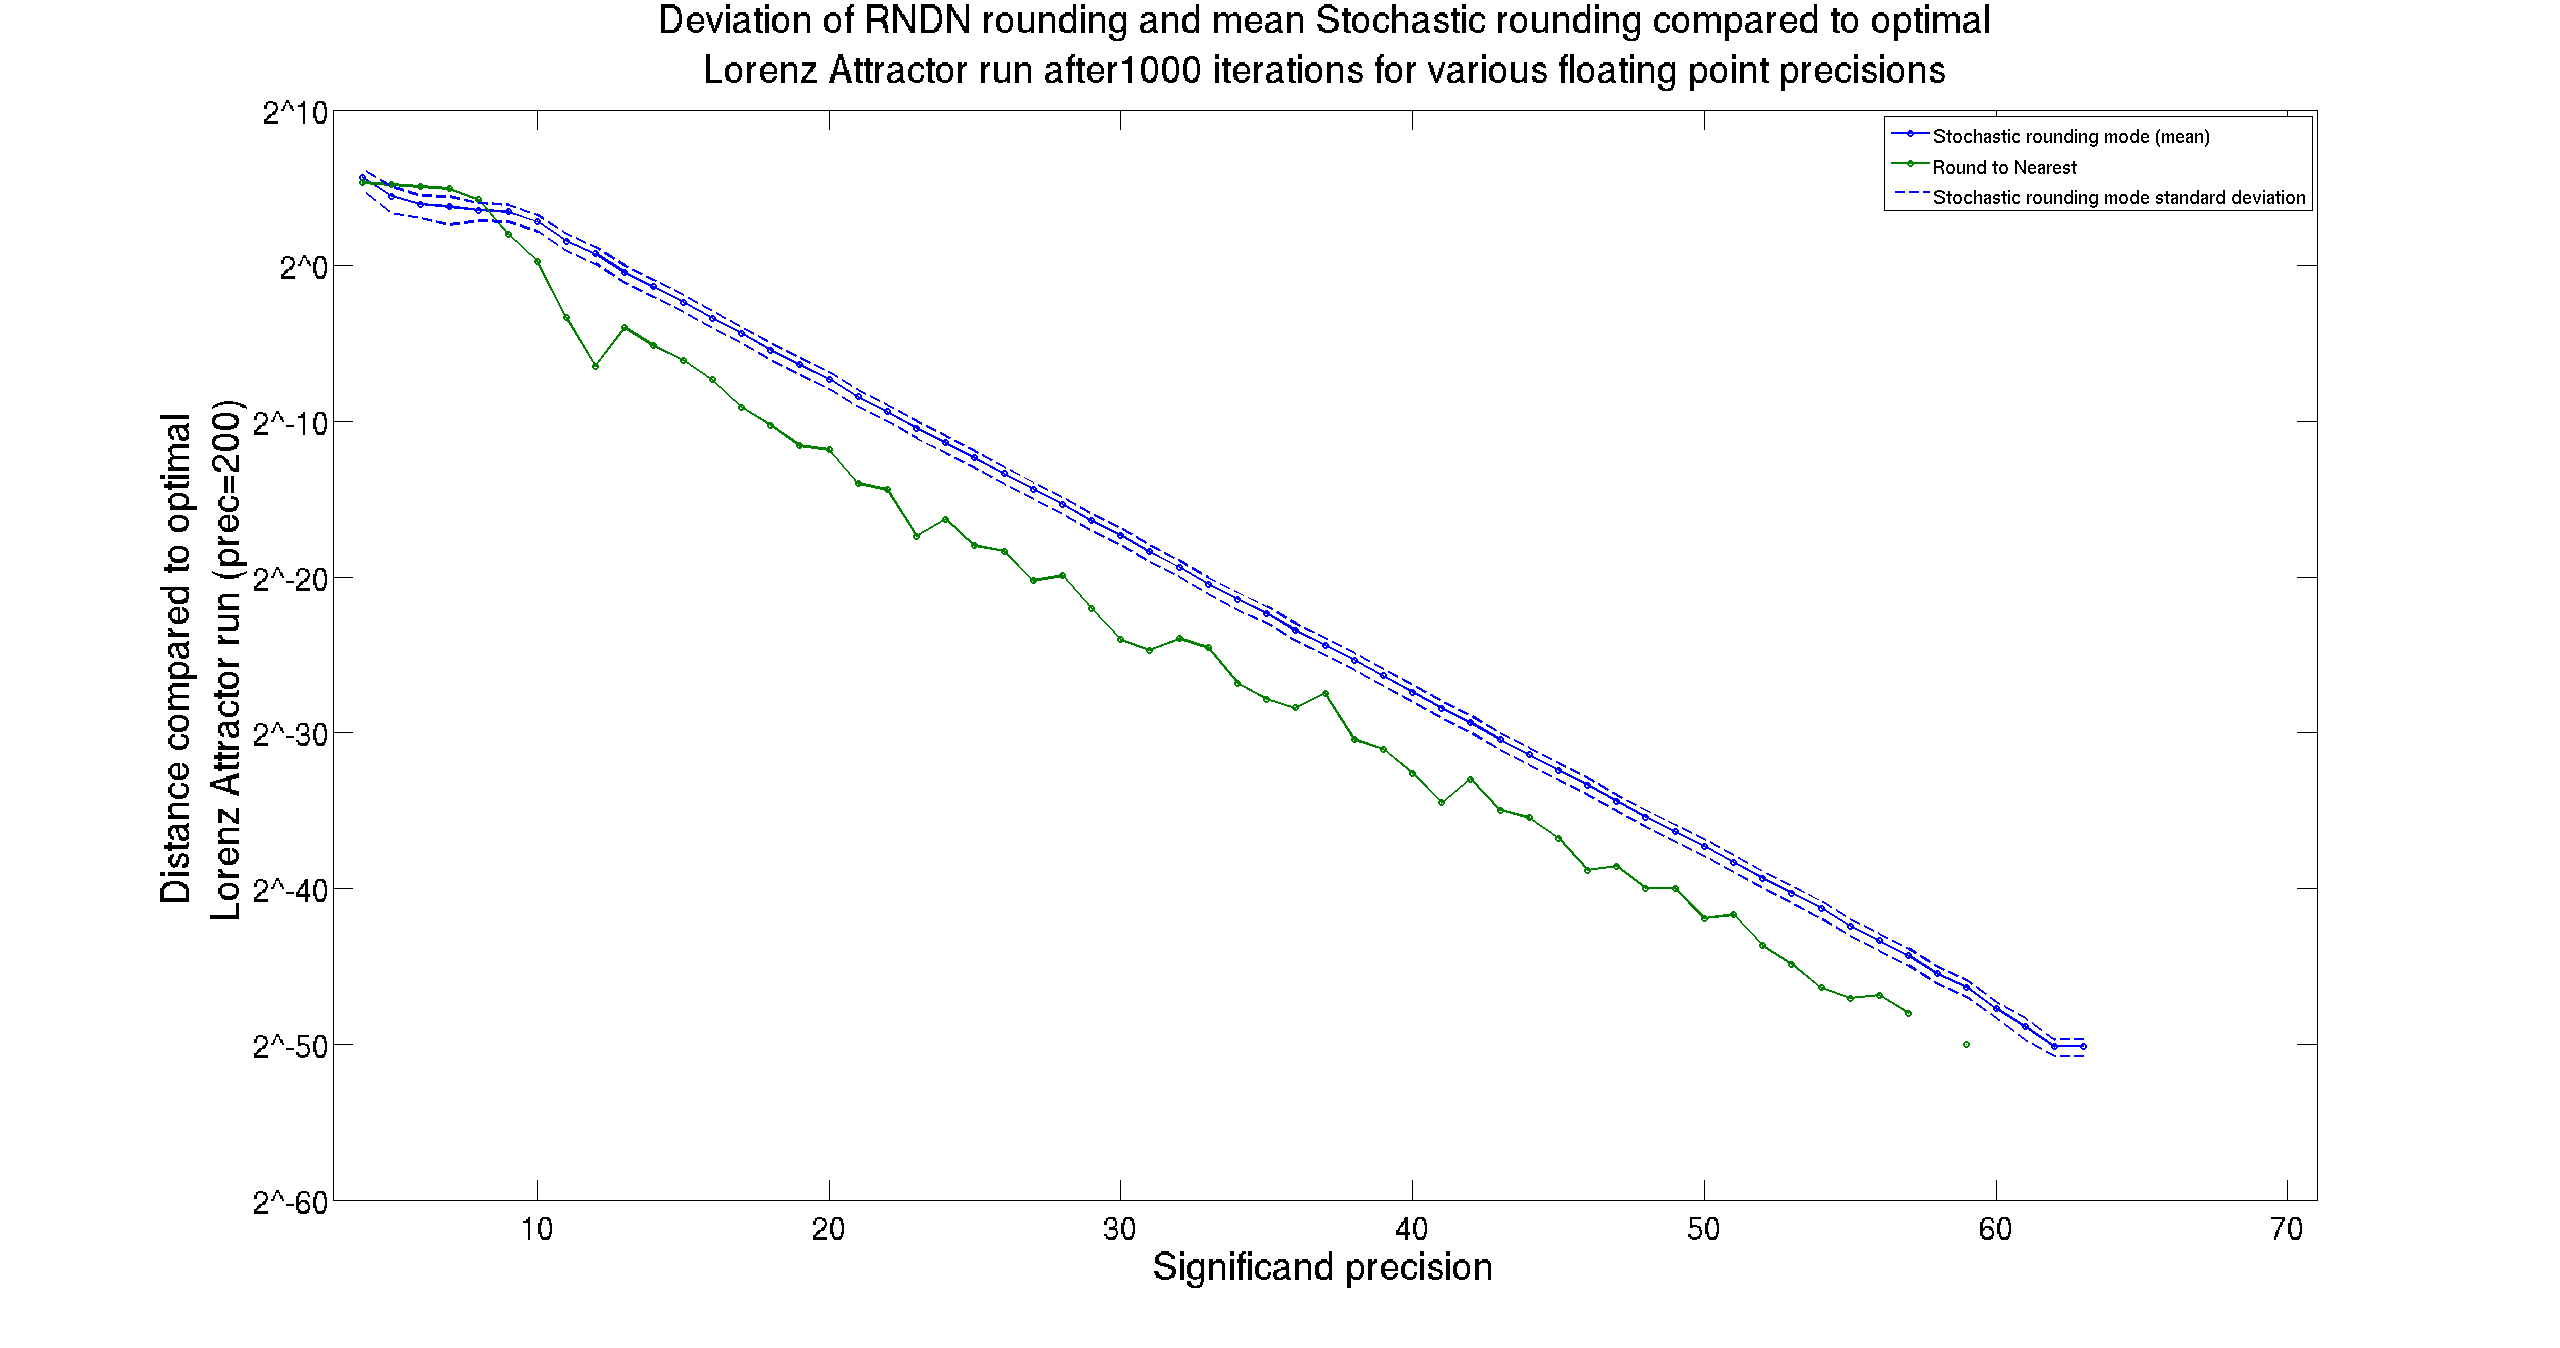 Deviation of RNDN rounding and mean Stochastic rounding compared to optimal
Lorenz Attractor run after1000 iterations for various floating point precisions
Stochastic rounding mode (mean)
Round to Nearest
Stochastic rounding mode standard deviation
Distance compared to optimal
Lorenz Attractor run (prec=200)
2^10
2^0
2^-10
2^-20
2^-30
2^-40
2^-50
2^-60
10 20 30 40 50 60 70
Significand precision